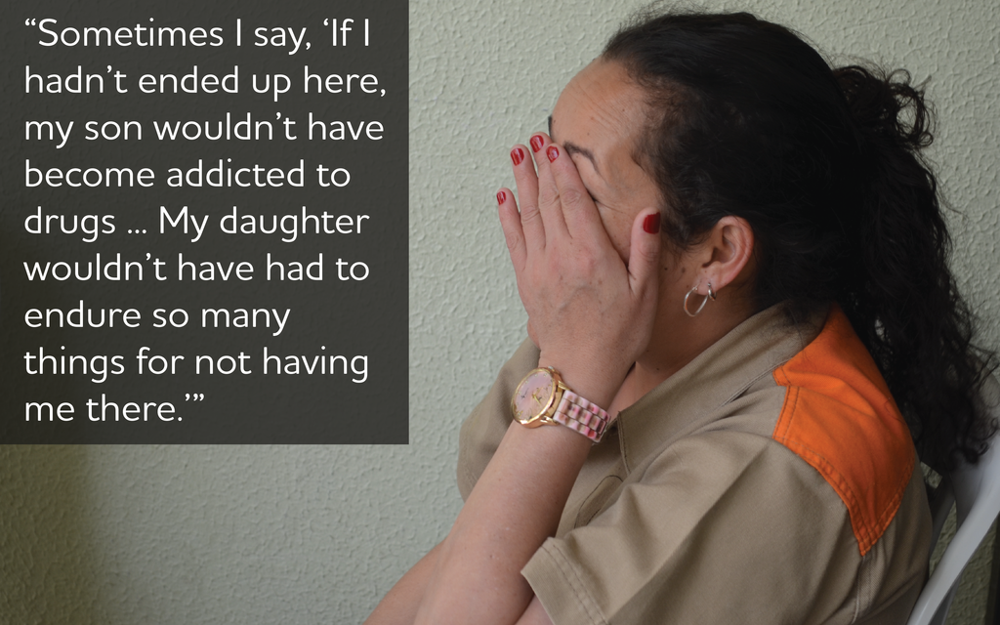 “Sometimes I say, ‘If I
hadn’t ended up here,
my son wouldn’t have
become addicted to
drugs ... My daughter
wouldn’t have had to
endure so many
things for not having
me there.’”